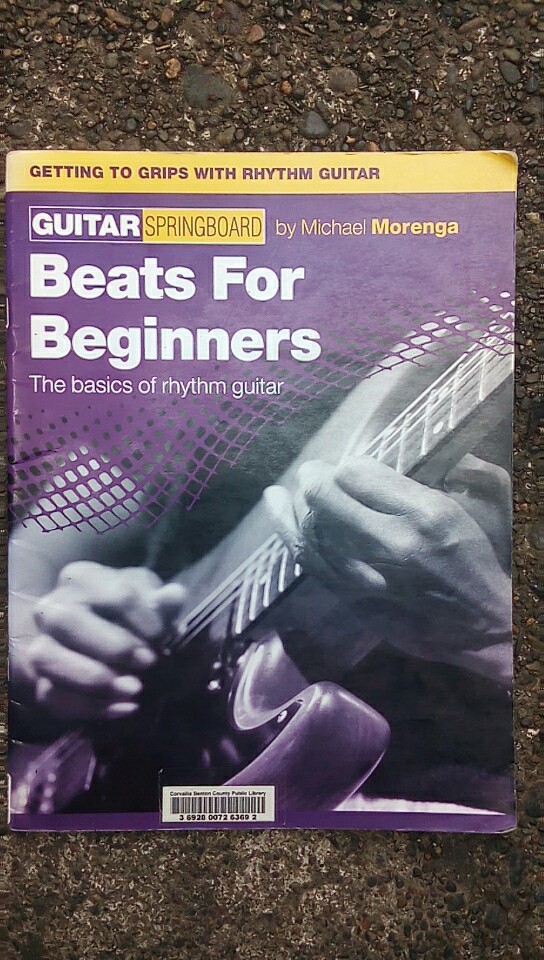 GETTING TO GRIPS WITH RHYTHM GUITAR
GUITAR SPRINGBOARD by Michael Morenga
Beats For
Beginners
The basics of rhythm guitar
Corvallis Benton County Public Library
3 6928 0072 6369 2